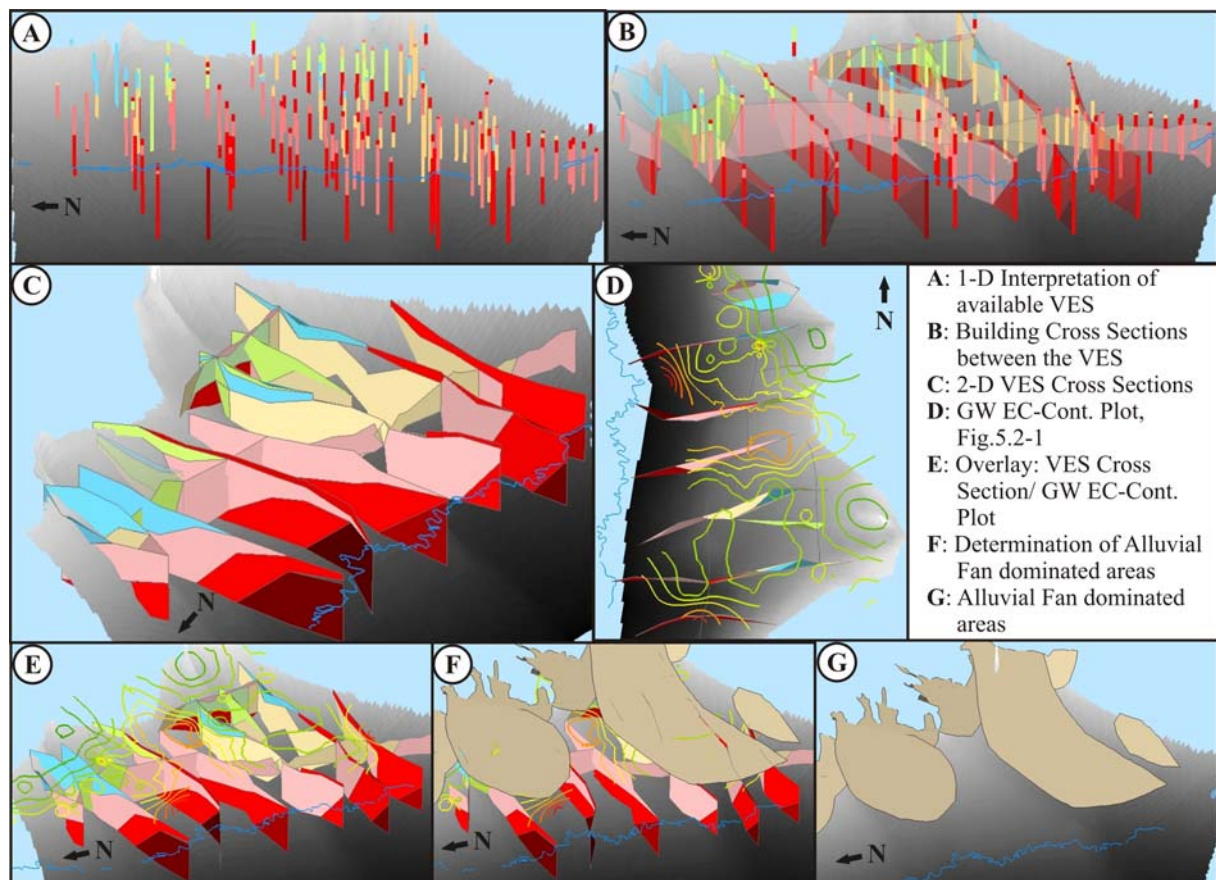 A
N
B
N
C
N
D
N
A: 1-D Interpretation of
available VES
B: Building Cross Sections
between the VES
C: 2-D VES Cross Sections
D: GW EC-Cont. Plot,
Fig.5.2-1
E: Overlay: VES Cross
Section/ GW EC-Cont.
Plot
F: Determination of Alluvial
Fan dominated areas
G: Alluvial Fan dominated
areas
E
N
F
N
G
N